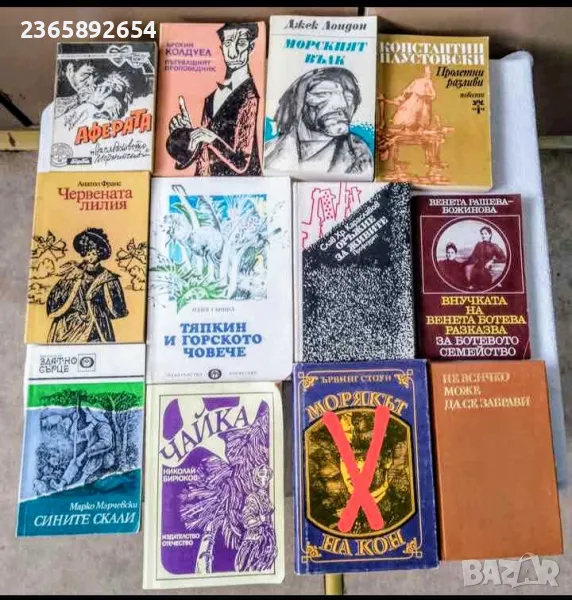 2365892654
АФЕРАТА
ЪРСКИН
КОЛДУЕЛ
ПЪТУВАЩИЯТ
ПРОПОВЕДНИК
Джек Лондон
МОРСКИЯТ
ВЪЛК
КОНСТАНТИН
ПАУСТОВСКИ
Пролетни
разливи
повести
Анатол Франс
Червената
лилия
ТЯПКИН
И ГОРСКОТО
ЧОВЕЧЕ
ОРЪЖИЕ
ЗА ЖИВИТЕ
ВЕНЕТА РАШЕВА-
БОЖИНОВА
ВНУЧКАТА
НА
ВЕНЕТА БОТЕВА
РАЗКАЗВА
ЗА БОТЕВОТО
СЕМЕЙСТВО
ЗЛАТНО
СЪРЦЕ
Марко Марчевски
СИНИТЕ СКАЛИ
ЧАЙКА
НИКОЛАЙ
БИРЮКОВ
ИЗДАТЕЛСТВО
ОТЕЧЕСТВО
ЪРВИНГ СТОУН
МОРЯКЪТ
НА КОН
НЕ ВСИЧКО
МОЖЕ
ДА СЕ ЗАБРАВИ
BAZAR